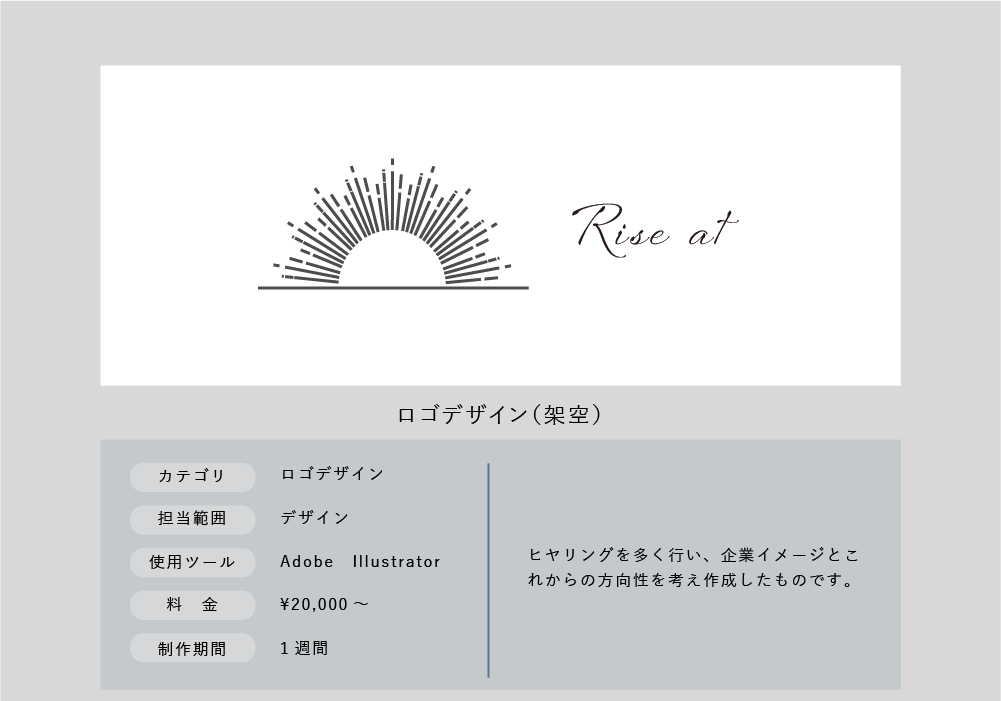 Rise at
ロゴデザイン（架空）
カテゴリ　ロゴデザイン
担当範囲　デザイン
使用ツール　Adobe　Illustrator
料　金　¥20,000～
制作期間　1週間
ヒヤリングを多く行い、企業イメージとこ
れからの方向性を考え作成したものです。